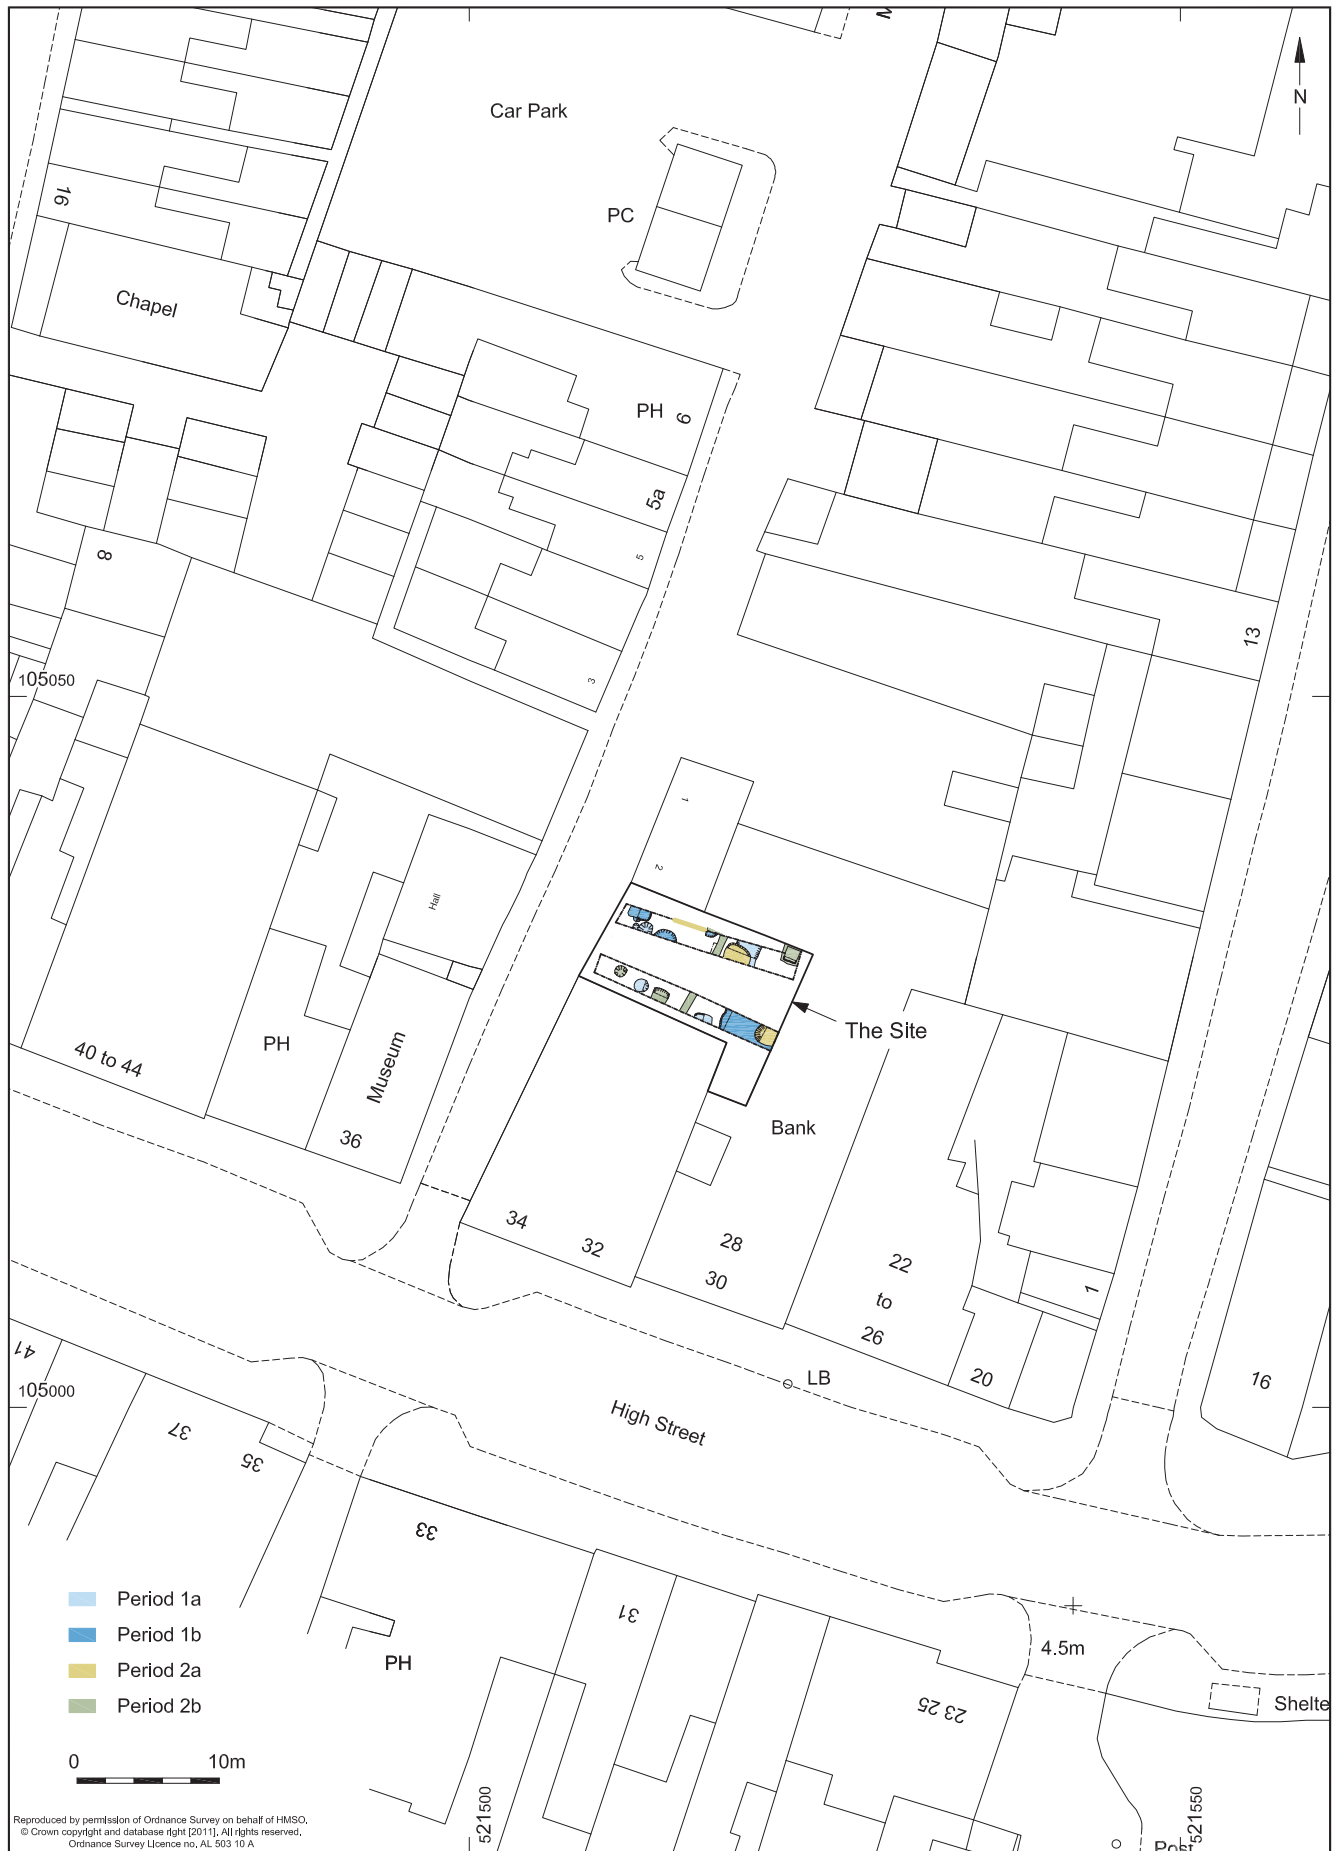 N
Car Park
PC
16
Chapel
PH
9
5a
5
8
3
13
105050
1
2
Hall
The Site
40 to 44
PH
Museum
36
Bank
34
32
28
30
22
to
26
1
20
16
LB
High Street
41
105000
37
35
33
31
4.5m
Shelte
23 25
PH
Period 1a
Period 1b
Period 2a
Period 2b
0 10m
521500
521550
Post
Reproduced by permission of Ordnance Survey on behalf of HMSO.
© Crown copyright and database right [2011]. All rights reserved.
Ordnance Survey Licence no. AL 503 10 A